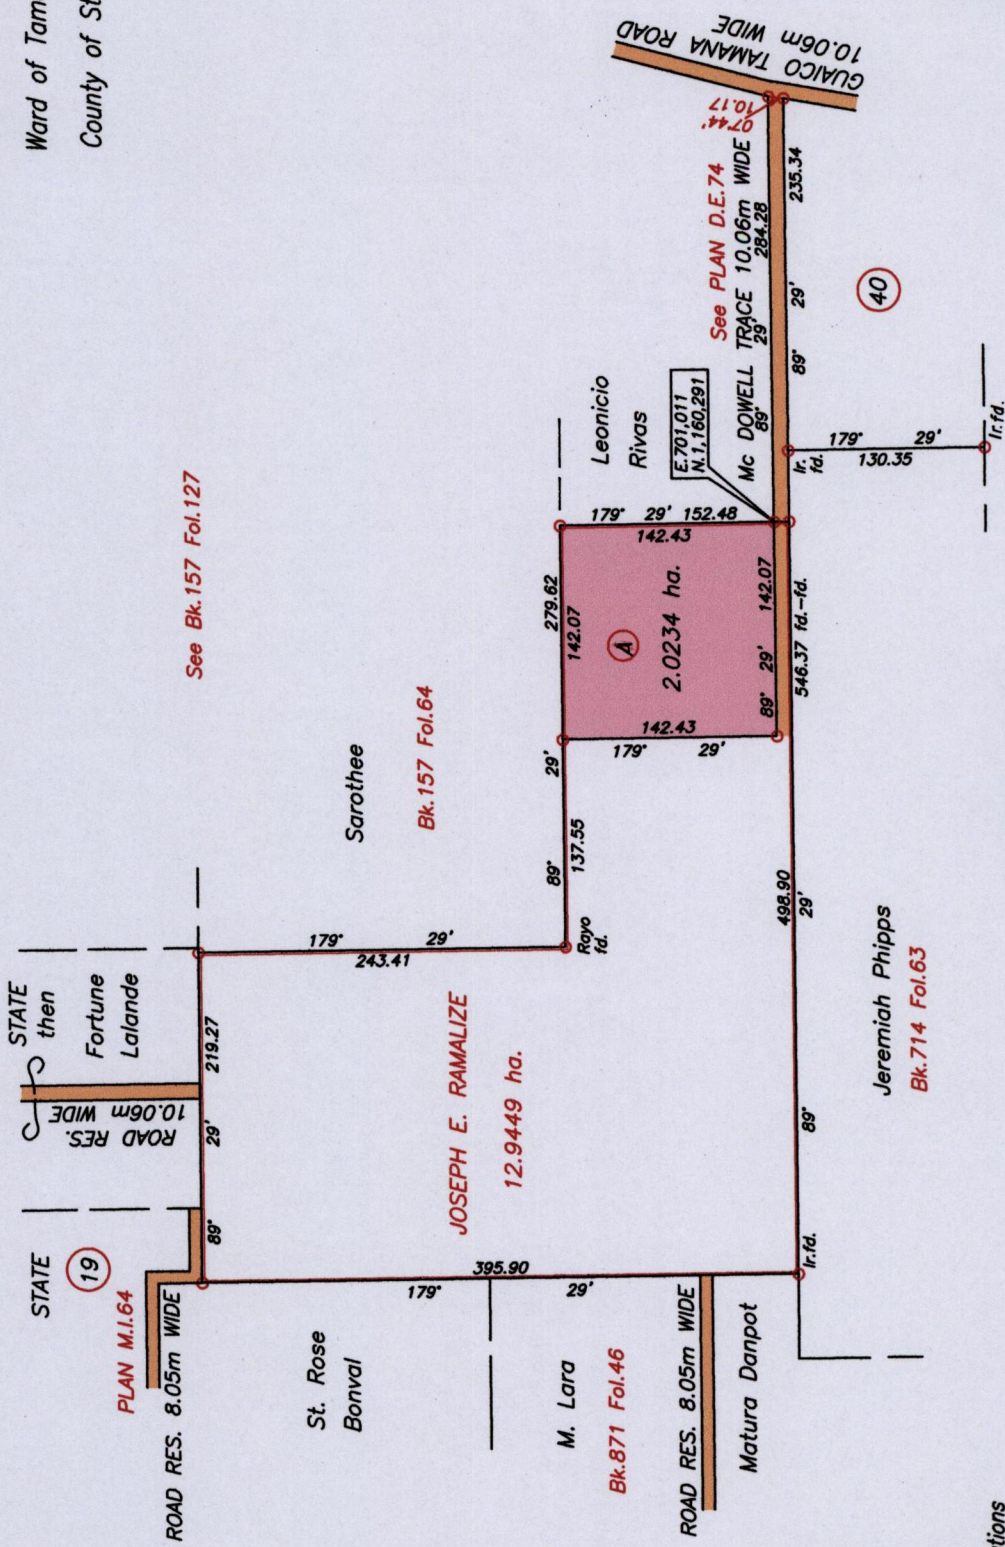 Ward of Tam
County of St
GUAICO TAMANA ROAD
10.06m WIDE
07°44'
10.17
See PLAN D.E.74
Mc DOWELL TRACE 10.06m WIDE
89° 29' 284.28
89° 29' 235.34
40
Leonicio
Rivas
E.701,011
N.1,160,291
Ir.
fd.
179° 29'
130.35
Ir.fd.
See Bk.157 Fol.127
179° 29' 152.48
142.43
279.62
142.07
A
2.0234 ha.
89° 29' 142.07
546.37 fd.-fd.
142.43
179° 29'
Sarothee
Bk.157 Fol.64
89° 29'
137.55
Rayo
fd.
179° 29'
243.41
498.90
89° 29'
Jeremiah Phipps
Bk.714 Fol.63
STATE
then
Fortune
Lalande
ROAD RES.
10.06m WIDE
89° 29' 219.27
JOSEPH E. RAMALIZE
12.9449 ha.
STATE
19
PLAN M.I.64
ROAD RES. 8.05m WIDE
179° 29'
395.90
Ir.fd.
St. Rose
Bonval
M. Lara
Bk.871 Fol.46
ROAD RES. 8.05m WIDE
Matura Danpot
ations